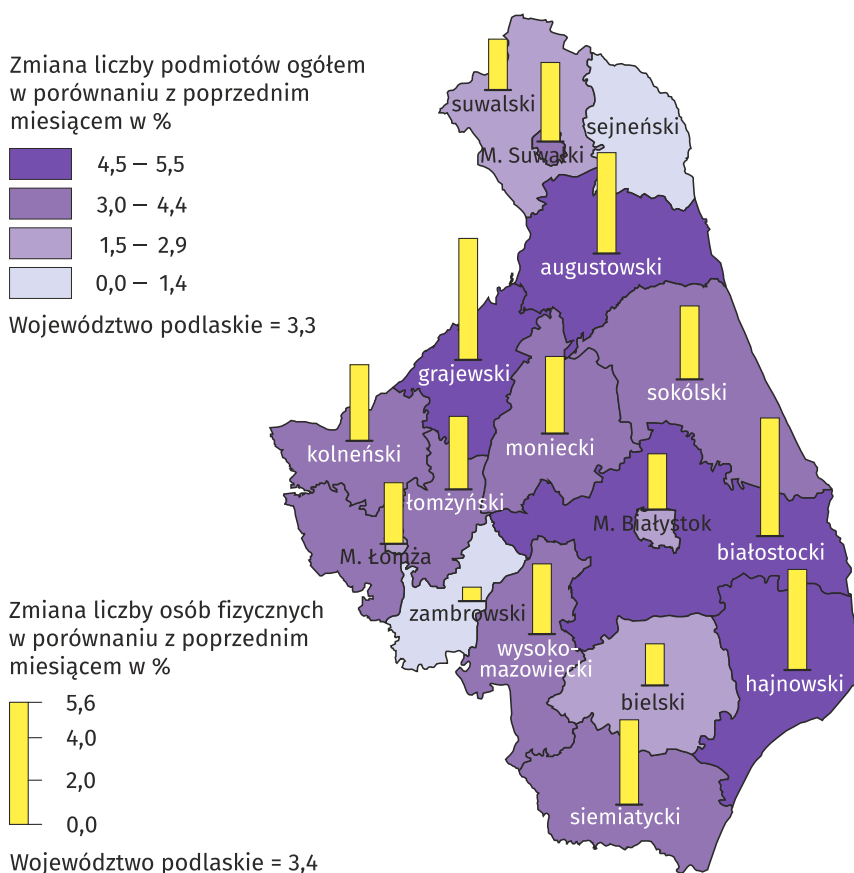 Zmiana liczby podmiotów ogółem
w porównaniu z poprzednim
miesiącem w %
4,5 – 5,5
3,0 – 4,4
1,5 – 2,9
0,0 – 1,4
Województwo podlaskie = 3,3
suwalski
sejneński
M. Suwałki
augustowski
grajewski
sokólski
kolneński
moniecki
łomżyński
M. Białystok
M. Łomża
białostocki
zambrowski
wysoko-
mazowiecki
hajnowski
bielski
siemiatycki
Zmiana liczby osób fizycznych
w porównaniu z poprzednim
miesiącem w %
5,6
4,0
2,0
0,0
Województwo podlaskie = 3,4